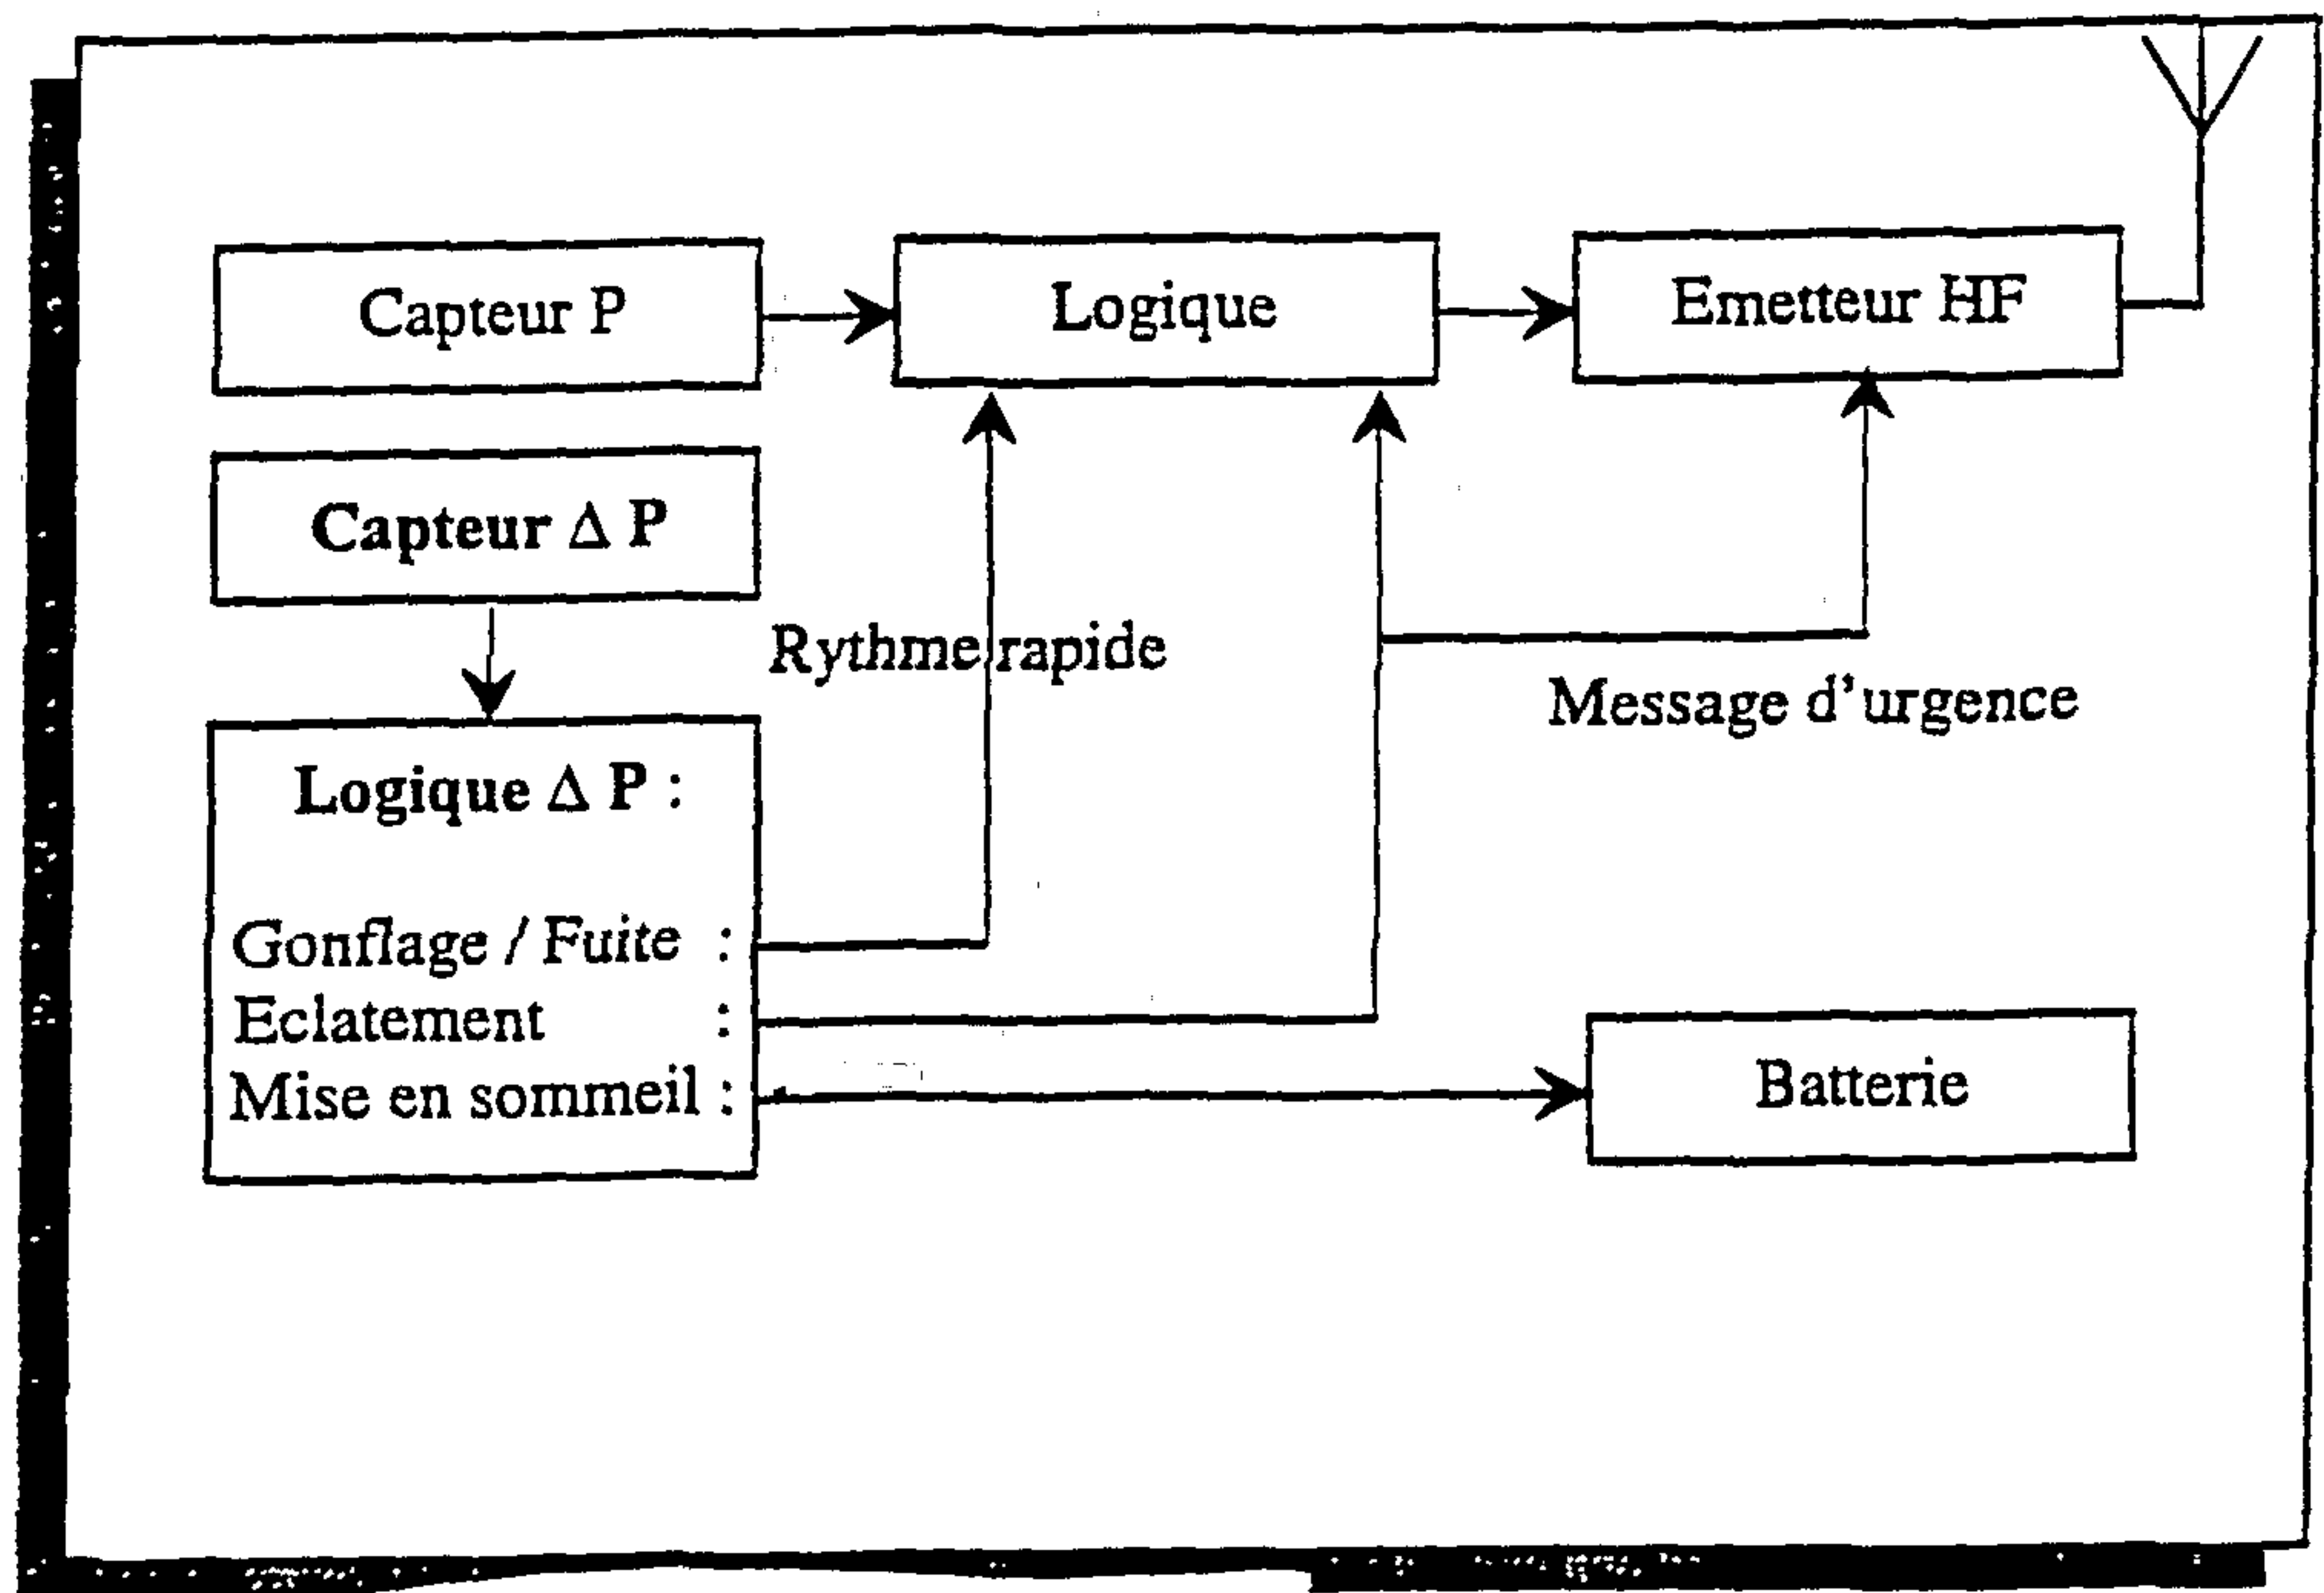 Capteur P
Logique
Emetteur HF
Capteur Δ P
Rythme rapide
Message d'urgence
Logique Δ P :
Gonflage / Fuite :
Eclatement :
Mise en sommeil :
Batterie